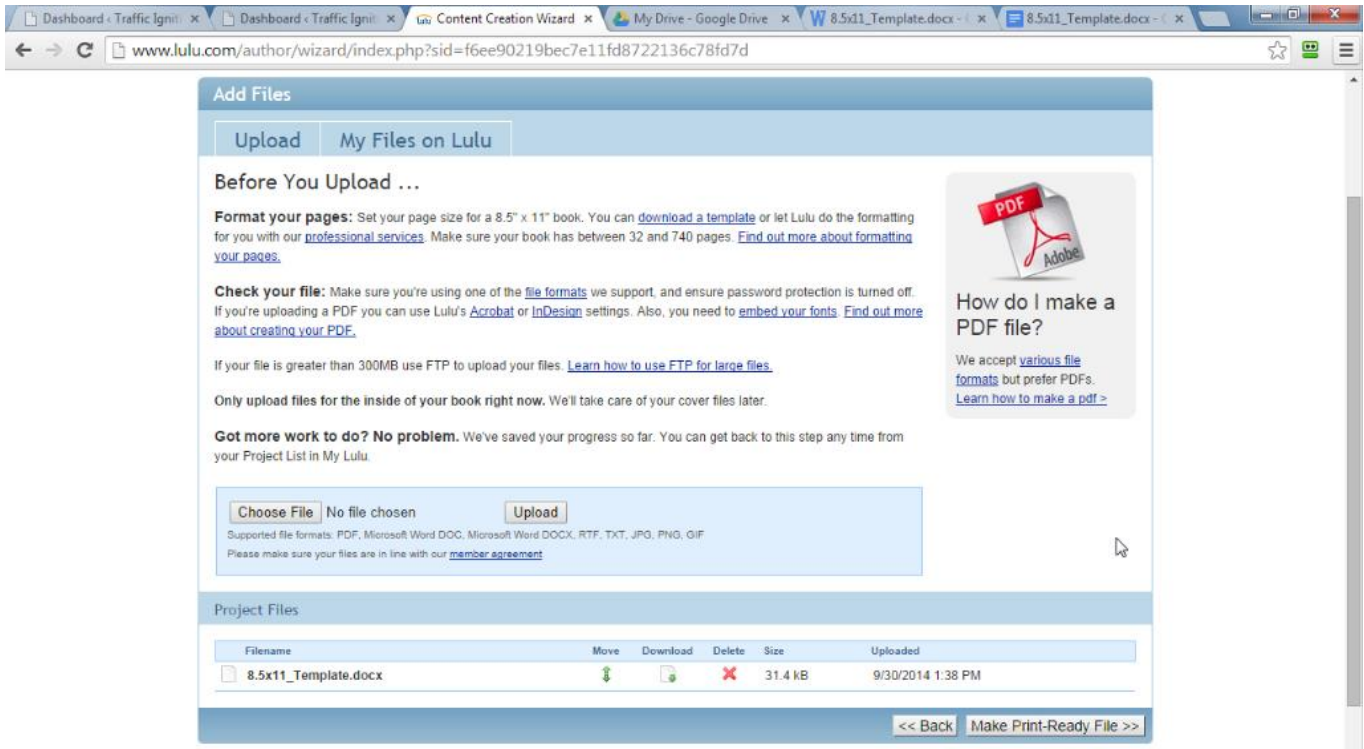 Dashboard ‹ Traffic Ignit
Dashboard ‹ Traffic Ignit
Content Creation Wizard
My Drive - Google Drive
8.5x11_Template.docx - (
8.5x11_Template.docx - (
www.lulu.com/author/wizard/index.php?sid=f6ee90219bec7e11fd8722136c78fd7d
Add Files
Upload
My Files on Lulu
Before You Upload ...
Format your pages: Set your page size for a 8.5" x 11" book. You can download a template or let Lulu do the formatting
for you with our professional services. Make sure your book has between 32 and 740 pages. Find out more about formatting
your pages.
Check your file: Make sure you're using one of the file formats we support, and ensure password protection is turned off.
If you're uploading a PDF you can use Lulu's Acrobat or InDesign settings. Also, you need to embed your fonts. Find out more
about creating your PDF.
If your file is greater than 300MB use FTP to upload your files. Learn how to use FTP for large files.
Only upload files for the inside of your book right now. We'll take care of your cover files later.
Got more work to do? No problem. We've saved your progress so far. You can get back to this step any time from
your Project List in My Lulu.
PDF
Adobe
How do I make a
PDF file?
We accept various file
formats but prefer PDFs.
Learn how to make a pdf >
Choose File No file chosen Upload
Supported file formats: PDF, Microsoft Word DOC, Microsoft Word DOCX, RTF, TXT, JPG, PNG, GIF
Please make sure your files are in line with our member agreement
Project Files
Filename Move Download Delete Size Uploaded
8.5x11_Template.docx 31.4 kB 9/30/2014 1:38 PM
<< Back Make Print-Ready File >>